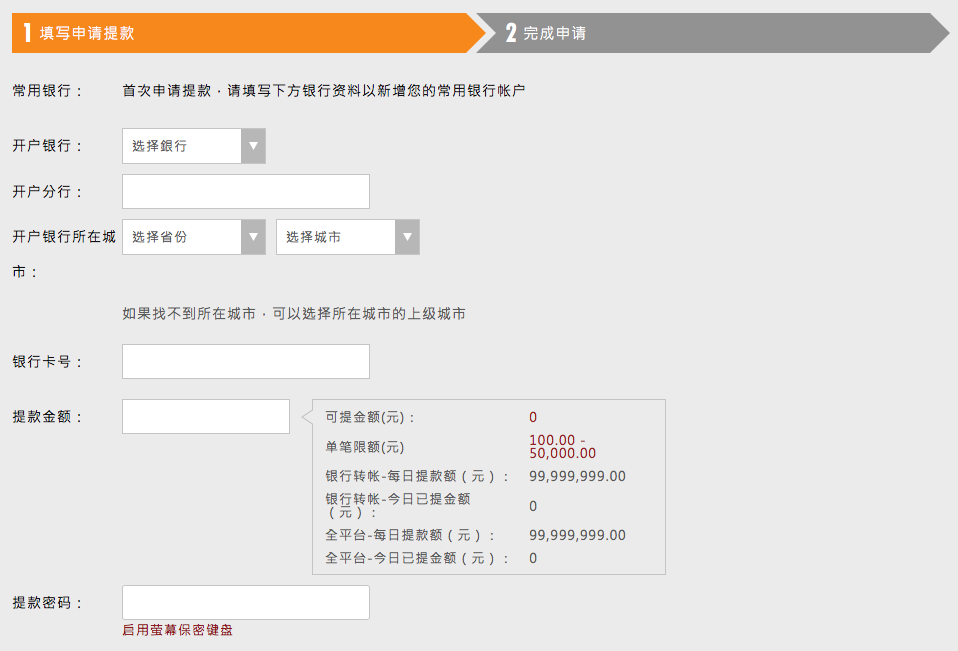 1 填写申请提款
2 完成申请
常用银行：
首次申请提款，请填写下方银行资料以新增您的常用银行帐户
开户银行：
选择銀行
开户分行：
开户银行所在城
市：
选择省份
选择城市
如果找不到所在城市，可以选择所在城市的上级城市
银行卡号：
提款金额：
可提金额(元)： 0
单笔限额(元)
100.00 -
50,000.00
银行转帐-每日提款额（元）： 99,999,999.00
银行转帐-今日已提金额
（元）：
0
全平台-每日提款额（元）： 99,999,999.00
全平台-今日已提金额（元）： 0
提款密码：
启用萤幕保密键盘